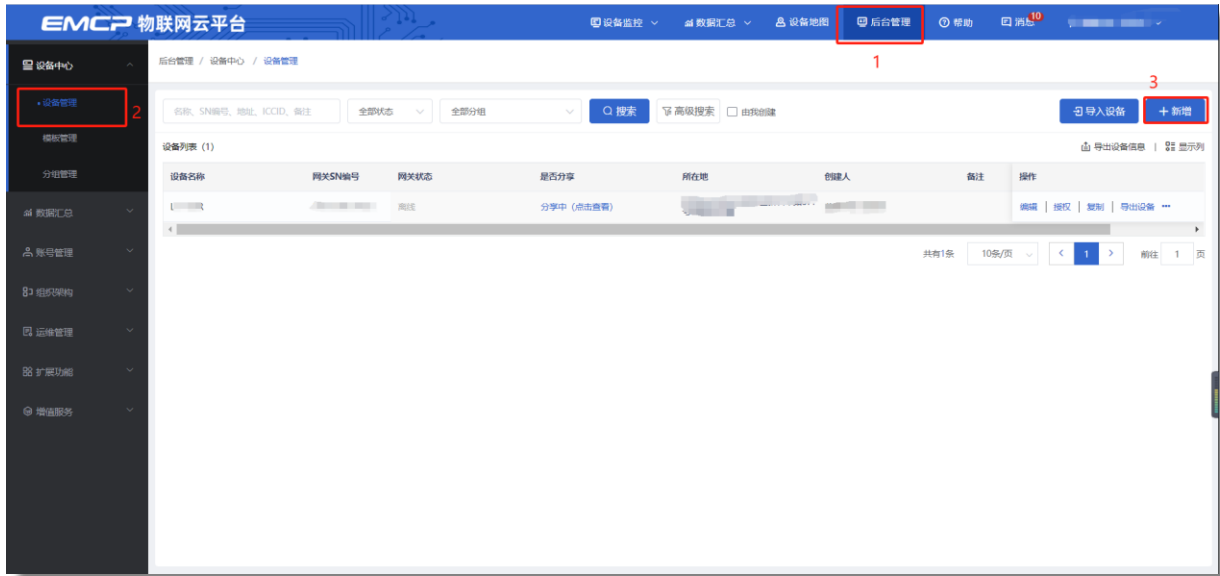 EMCP 物联网云平台 设备监控 数据汇总 设备地图 后台管理 帮助 消息 10
1
设备中心
后台管理 / 设备中心 / 设备管理
3
设备管理
2
名称、SN编号、地址、ICCID、备注 全部状态 全部分组 搜索 高级搜索 由我创建 导入设备 +新增
模板管理
设备列表 (1) 导出设备信息 | 显示列
分组管理
设备名称 网关SN编号 网关状态 是否分享 所在地 创建人 备注 操作
数据汇总
离线 分享中 (点击查看) 编辑 | 授权 | 复制 | 导出设备 ···
账号管理
共有1条 10条/页 < 1 > 前往 1 页
组织架构
运维管理
扩展功能
增值服务